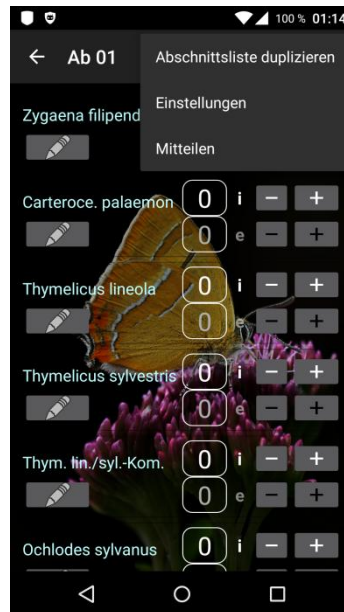 100 % 01:14
Ab 01
Abschnittsliste duplizieren
Einstellungen
Mitteilen
Zygaena filipend
Carteroce. palaemon 0 i − +
0 e − +
Thymelicus lineola 0 i − +
0 e − +
Thymelicus sylvestris 0 i − +
0 e − +
Thym. lin./syl.-Kom. 0 i − +
0 e − +
Ochlodes sylvanus 0 i − +